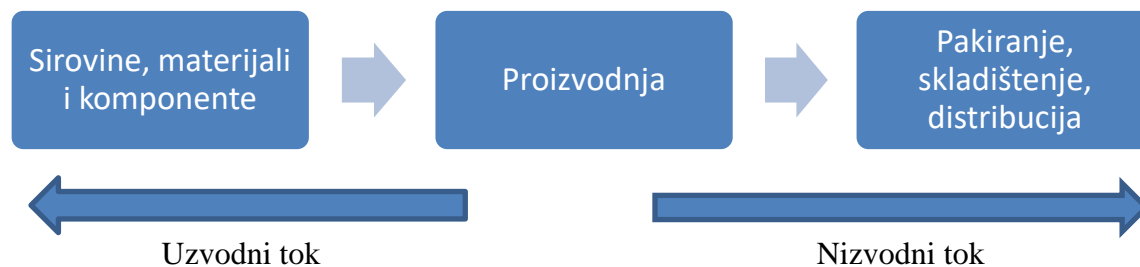 Sirovine, materijali
i komponente
Proizvodnja
Pakiranje,
skladištenje,
distribucija
Uzvodni tok
Nizvodni tok